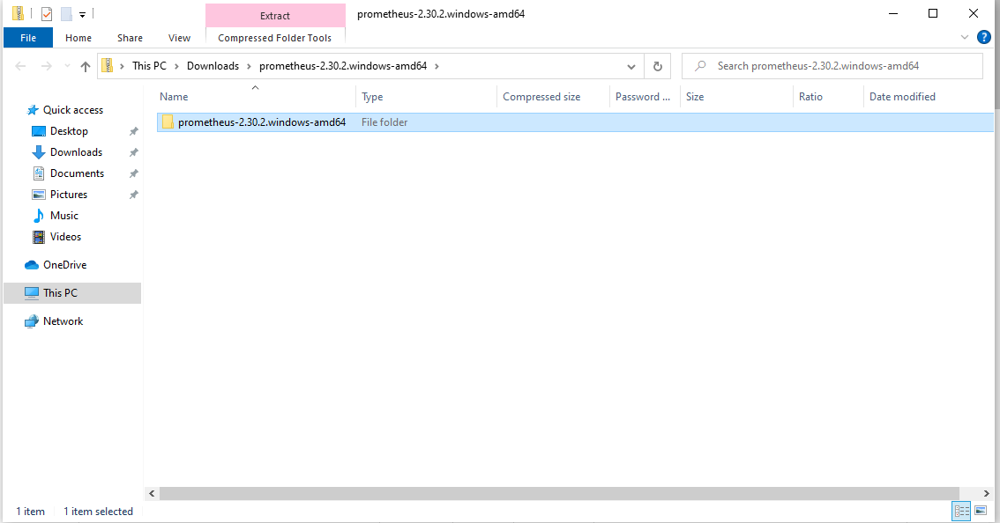 Extract prometheus-2.30.2.windows-amd64
File Home Share View Compressed Folder Tools ?
This PC Downloads prometheus-2.30.2.windows-amd64 Search prometheus-2.30.2.windows-amd64
Name Type Compressed size Password ... Size Ratio Date modified
prometheus-2.30.2.windows-amd64 File folder
Quick access
Desktop
Downloads
Documents
Pictures
Music
Videos
OneDrive
This PC
Network
1 item 1 item selected